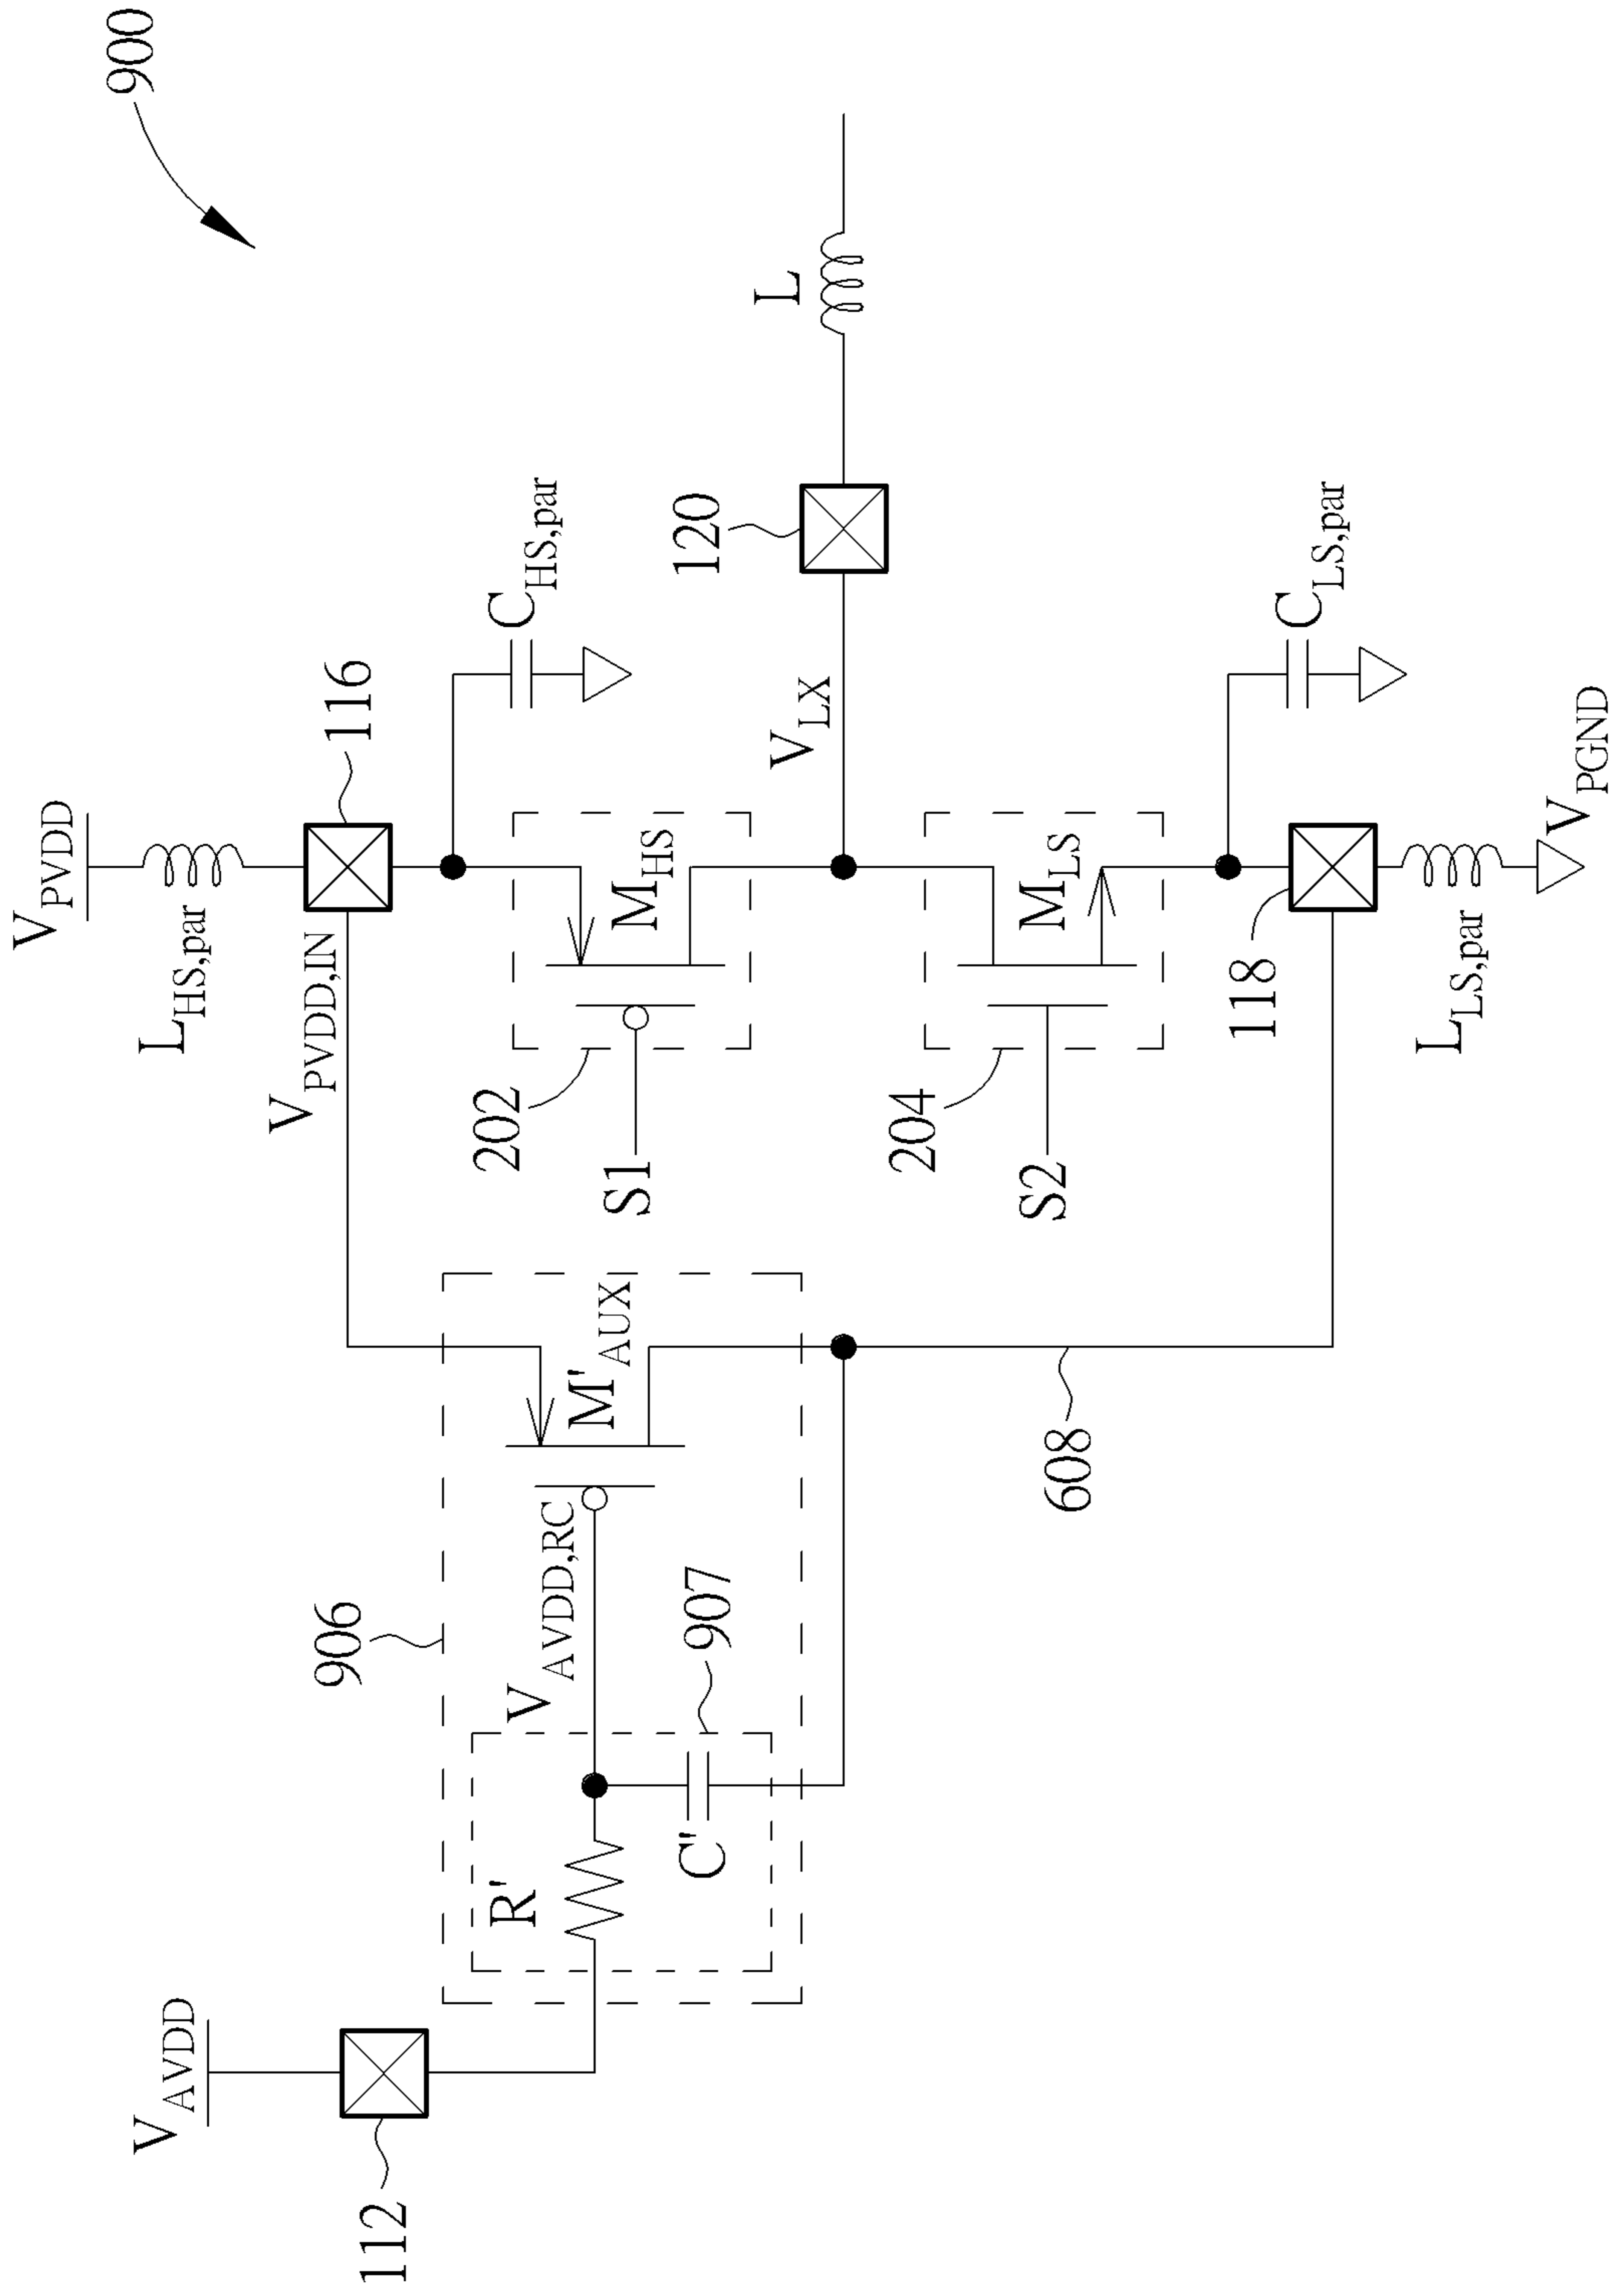 900
V_PVDD
L_HS,par
116
V_PVDD,IN
C_HS,par
202
M_HS
S1
V_LX
120
L
204
M_LS
S2
118
C_LS,par
L_LS,par
V_PGND
V_AVDD
112
906
R'
C'
V_AVDD,RC
907
M'_AUX
608